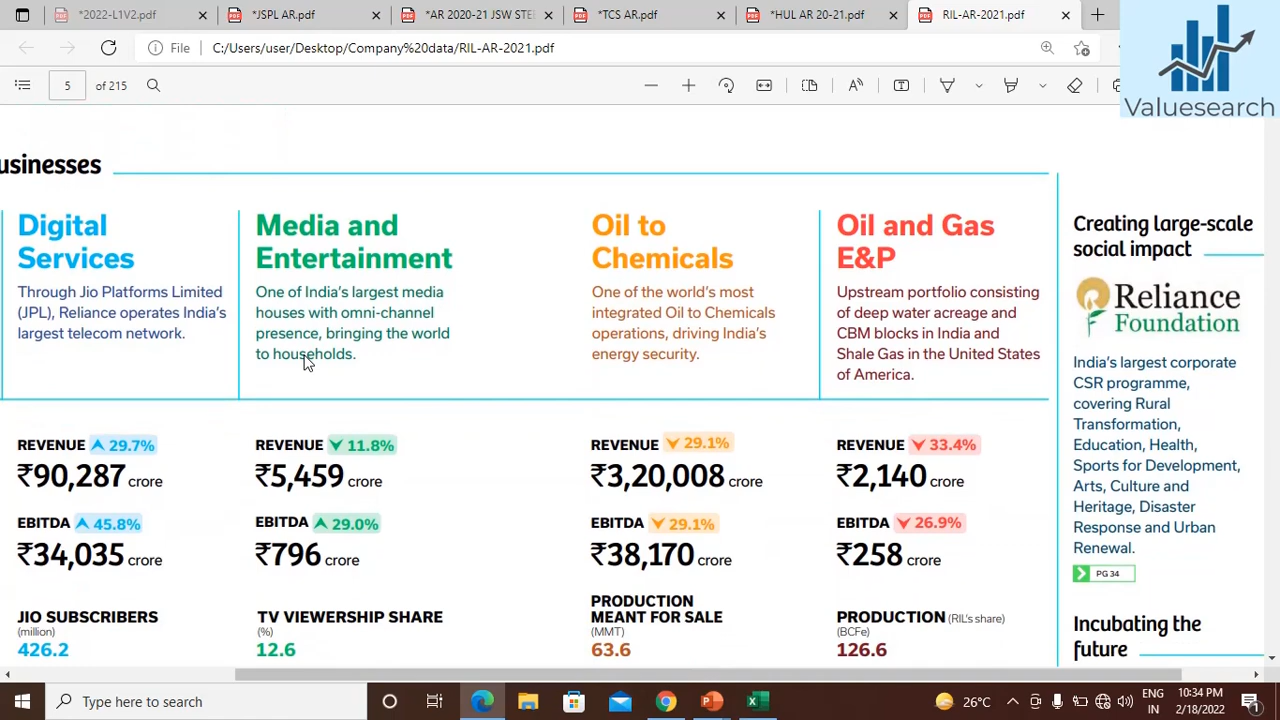 *2022-L1V2.pdf
*JSPL AR.pdf
*AR 2020-21 JSW STE
*TCS AR.pdf
*HUL AR 20-21.pdf
RIL-AR-2021.pdf
File
C:/Users/user/Desktop/Company%20data/RIL-AR-2021.pdf
5
of 215
Valuesearch
usinesses
Digital
Services
Through Jio Platforms Limited
(JPL), Reliance operates India's
largest telecom network.
REVENUE 29.7%
₹90,287 crore
EBITDA 45.8%
₹34,035 crore
JIO SUBSCRIBERS
(million)
426.2
Media and
Entertainment
One of India's largest media
houses with omni-channel
presence, bringing the world
to households.
REVENUE 11.8%
₹5,459 crore
EBITDA 29.0%
₹796 crore
TV VIEWERSHIP SHARE
(%)
12.6
Oil to
Chemicals
One of the world's most
integrated Oil to Chemicals
operations, driving India's
energy security.
REVENUE 29.1%
₹3,20,008 crore
EBITDA 29.1%
₹38,170 crore
PRODUCTION
MEANT FOR SALE
(MMT)
63.6
Oil and Gas
E&P
Upstream portfolio consisting
of deep water acreage and
CBM blocks in India and
Shale Gas in the United States
of America.
REVENUE 33.4%
₹2,140 crore
EBITDA 26.9%
₹258 crore
PRODUCTION (RIL's share)
(BCFe)
126.6
Creating large-scale
social impact
Reliance
Foundation
India's largest corporate
CSR programme,
covering Rural
Transformation,
Education, Health,
Sports for Development,
Arts, Culture and
Heritage, Disaster
Response and Urban
Renewal.
PG 34
Incubating the
future
Type here to search
26°C
ENG
IN
10:34 PM
2/18/2022
1